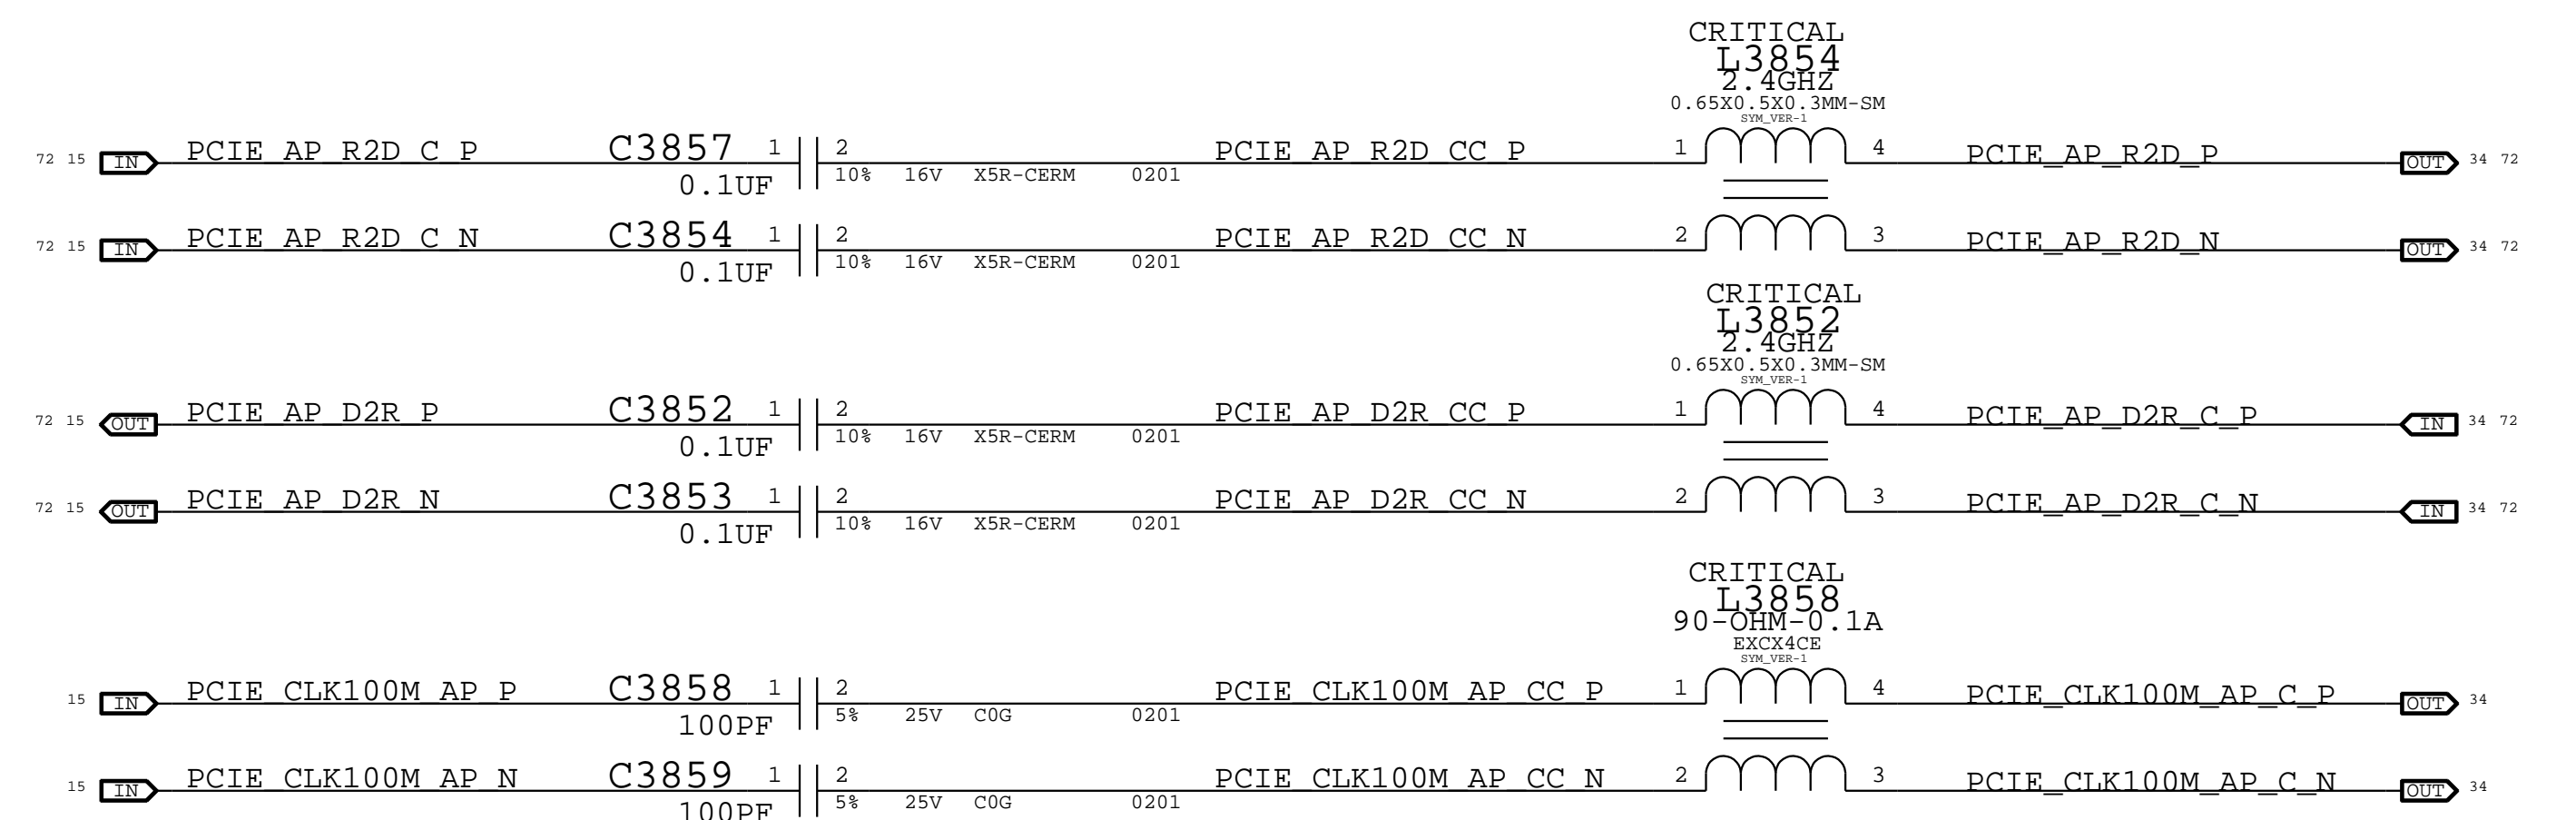 CRITICAL
L3854
2.4GHZ
0.65X0.5X0.3MM-SM
SYM_VER-1
72 15 IN PCIE_AP_R2D_C_P C3857 1 2 PCIE_AP_R2D_CC_P 1 4 PCIE_AP_R2D_P OUT 34 72
0.1UF 10% 16V X5R-CERM 0201
72 15 IN PCIE_AP_R2D_C_N C3854 1 2 PCIE_AP_R2D_CC_N 2 3 PCIE_AP_R2D_N OUT 34 72
0.1UF 10% 16V X5R-CERM 0201
CRITICAL
L3852
2.4GHZ
0.65X0.5X0.3MM-SM
SYM_VER-1
72 15 OUT PCIE_AP_D2R_P C3852 1 2 PCIE_AP_D2R_CC_P 1 4 PCIE_AP_D2R_C_P IN 34 72
0.1UF 10% 16V X5R-CERM 0201
72 15 OUT PCIE_AP_D2R_N C3853 1 2 PCIE_AP_D2R_CC_N 2 3 PCIE_AP_D2R_C_N IN 34 72
0.1UF 10% 16V X5R-CERM 0201
CRITICAL
L3858
90-OHM-0.1A
EXCX4CE
SYM_VER-1
15 IN PCIE_CLK100M_AP_P C3858 1 2 PCIE_CLK100M_AP_CC_P 1 4 PCIE_CLK100M_AP_C_P OUT 34
100PF 5% 25V C0G 0201
15 IN PCIE_CLK100M_AP_N C3859 1 2 PCIE_CLK100M_AP_CC_N 2 3 PCIE_CLK100M_AP_C_N OUT 34
100PF 5% 25V C0G 0201